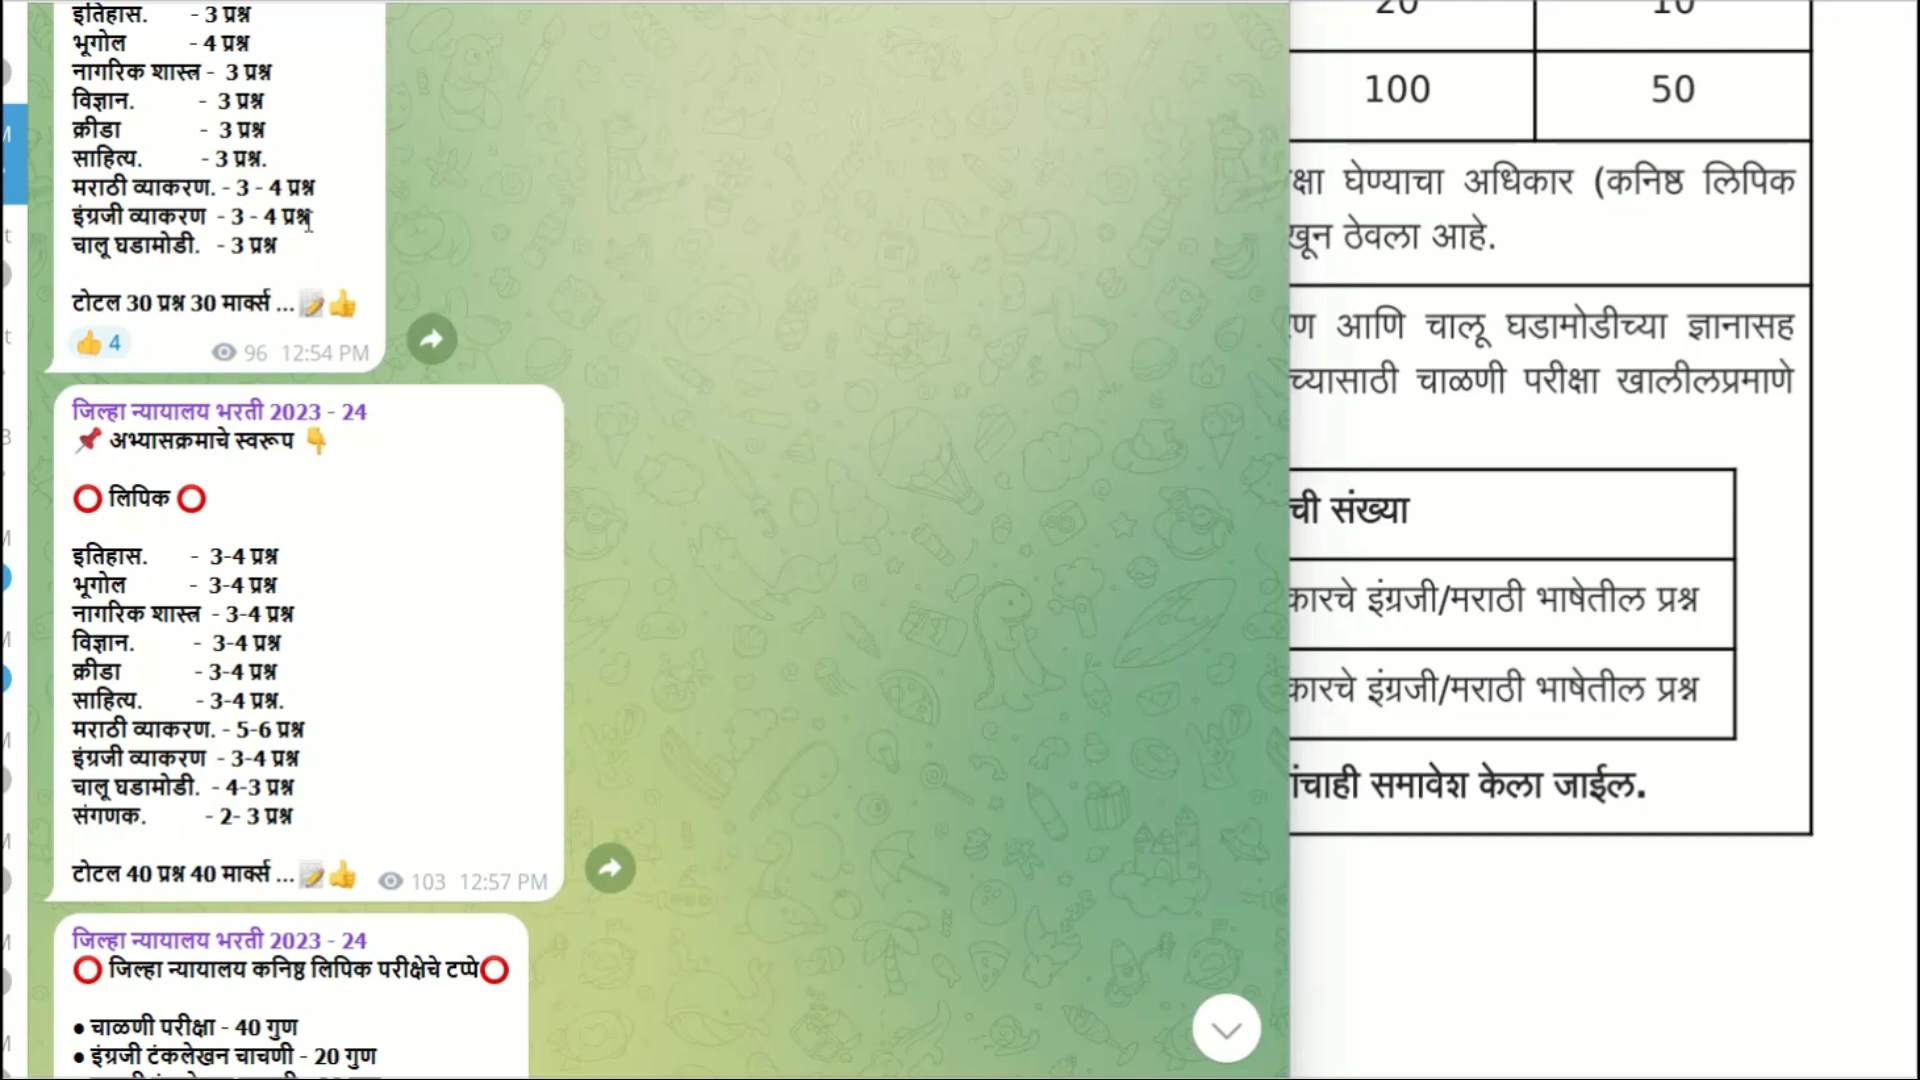 इतिहास. - 3 प्रश्न
भूगोल - 4 प्रश्न
नागरिक शास्त्र - 3 प्रश्न
विज्ञान. - 3 प्रश्न
क्रीडा - 3 प्रश्न
साहित्य. - 3 प्रश्न.
मराठी व्याकरण. - 3 - 4 प्रश्न
इंग्रजी व्याकरण - 3 - 4 प्रश्न
चालू घडामोडी. - 3 प्रश्न
टोटल 30 प्रश्न 30 मार्क्स ...
4
96 12:54 PM
जिल्हा न्यायालय भरती 2023 - 24
अभ्यासक्रमाचे स्वरूप
लिपिक
इतिहास. - 3-4 प्रश्न
भूगोल - 3-4 प्रश्न
नागरिक शास्त्र - 3-4 प्रश्न
विज्ञान. - 3-4 प्रश्न
क्रीडा - 3-4 प्रश्न
साहित्य. - 3-4 प्रश्न.
मराठी व्याकरण. - 5-6 प्रश्न
इंग्रजी व्याकरण - 3-4 प्रश्न
चालू घडामोडी. - 4-3 प्रश्न
संगणक. - 2- 3 प्रश्न
टोटल 40 प्रश्न 40 मार्क्स ...
103 12:57 PM
जिल्हा न्यायालय भरती 2023 - 24
जिल्हा न्यायालय कनिष्ठ लिपिक परीक्षेचे टप्पे
● चाळणी परीक्षा - 40 गुण
● इंग्रजी टंकलेखन चाचणी - 20 गुण
20 10
100 50
घेण्याचा अधिकार (कनिष्ठ लिपिक
ठेवला आहे.
आणि चालू घडामोडीच्या ज्ञानासह
चाळणी परीक्षा खालीलप्रमाणे
संख्या
इंग्रजी/मराठी भाषेतील प्रश्न
इंग्रजी/मराठी भाषेतील प्रश्न
समावेश केला जाईल.